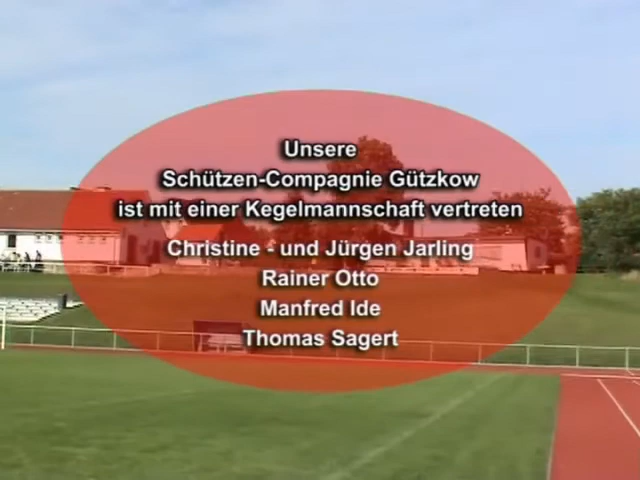 Unsere
Schützen-Compagnie Gützkow
ist mit einer Kegelmannschaft vertreten
Christine - und Jürgen Jarling
Rainer Otto
Manfred Ide
Thomas Sagert